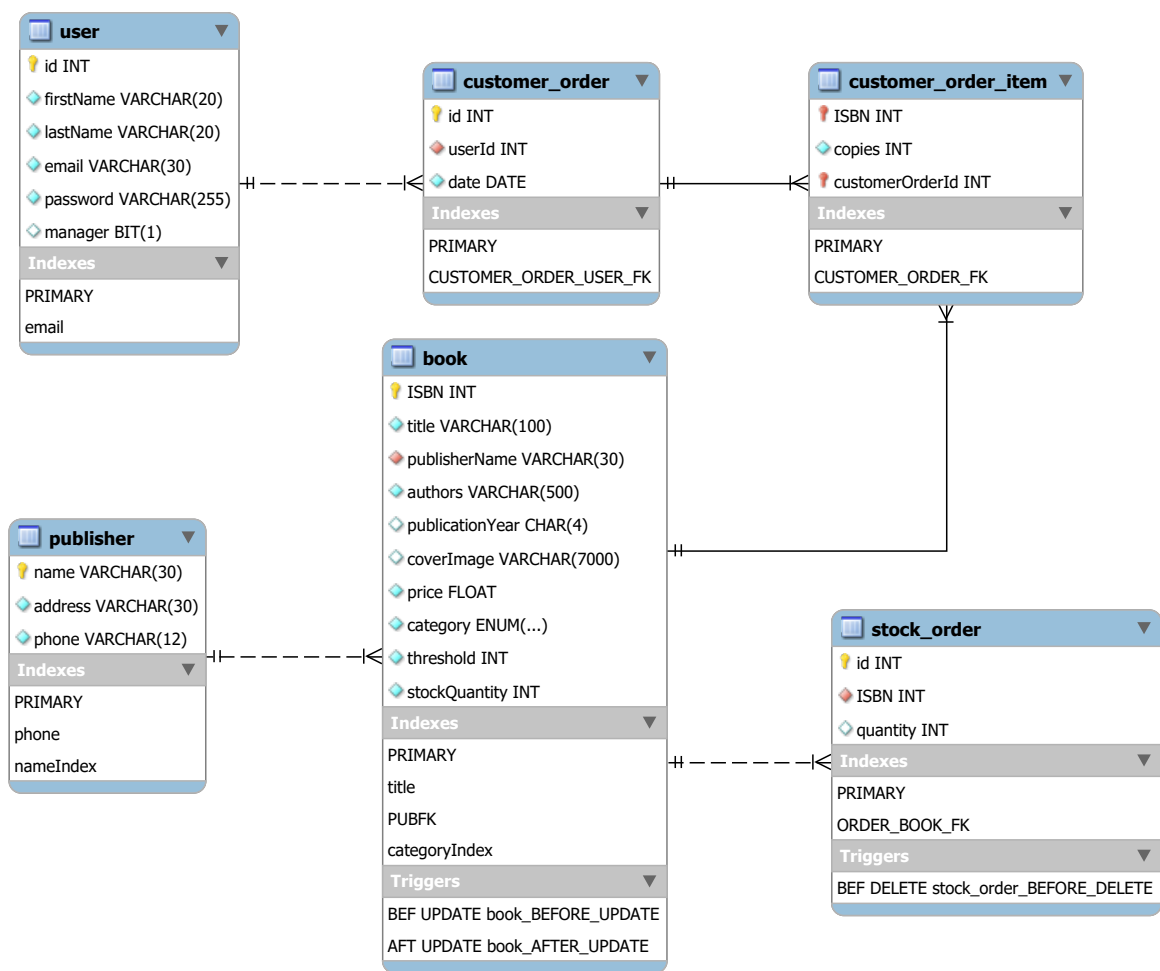 user
id INT
firstName VARCHAR(20)
lastName VARCHAR(20)
email VARCHAR(30)
password VARCHAR(255)
manager BIT(1)
Indexes
PRIMARY
email
customer_order
id INT
userId INT
date DATE
Indexes
PRIMARY
CUSTOMER_ORDER_USER_FK
customer_order_item
ISBN INT
copies INT
customerOrderId INT
Indexes
PRIMARY
CUSTOMER_ORDER_FK
book
ISBN INT
title VARCHAR(100)
publisherName VARCHAR(30)
authors VARCHAR(500)
publicationYear CHAR(4)
coverImage VARCHAR(7000)
price FLOAT
category ENUM(...)
threshold INT
stockQuantity INT
Indexes
PRIMARY
title
PUBFK
categoryIndex
Triggers
BEF UPDATE book_BEFORE_UPDATE
AFT UPDATE book_AFTER_UPDATE
publisher
name VARCHAR(30)
address VARCHAR(30)
phone VARCHAR(12)
Indexes
PRIMARY
phone
nameIndex
stock_order
id INT
ISBN INT
quantity INT
Indexes
PRIMARY
ORDER_BOOK_FK
Triggers
BEF DELETE stock_order_BEFORE_DELETE